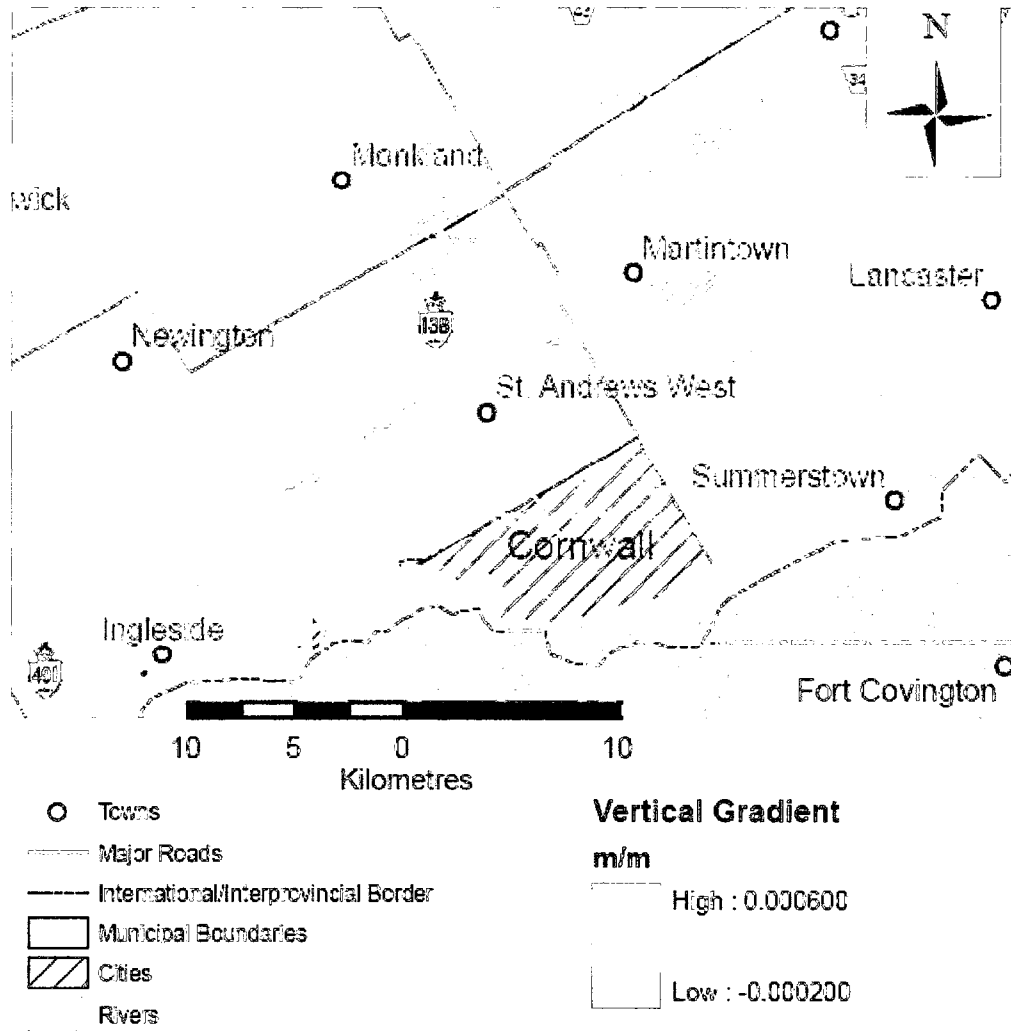 N
34
Monkland
wick
Martintown
Lancaster
138
Newington
St. Andrews West
Summerstown
Cornwall
Ingleside
401
Fort Covington
10 5 0 10
Kilometres
Towns
Major Roads
International/Interprovincial Border
Municipal Boundaries
Cities
Rivers
Vertical Gradient
m/m
High : 0.000600
Low : -0.000200